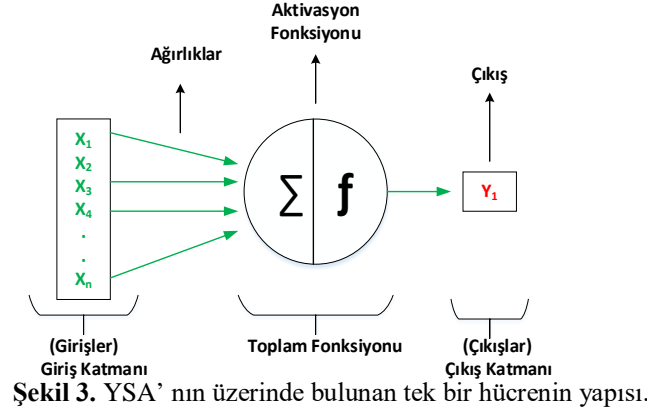 Aktivasyon
Fonksiyonu
Ağırlıklar
Çıkış
X₁
X₂
X₃
X₄
.
.
Xₙ
∑ f
Y₁
(Girişler)
Giriş Katmanı
Toplam Fonksiyonu
(Çıkışlar)
Çıkış Katmanı
Şekil 3. YSA’ nın üzerinde bulunan tek bir hücrenin yapısı.